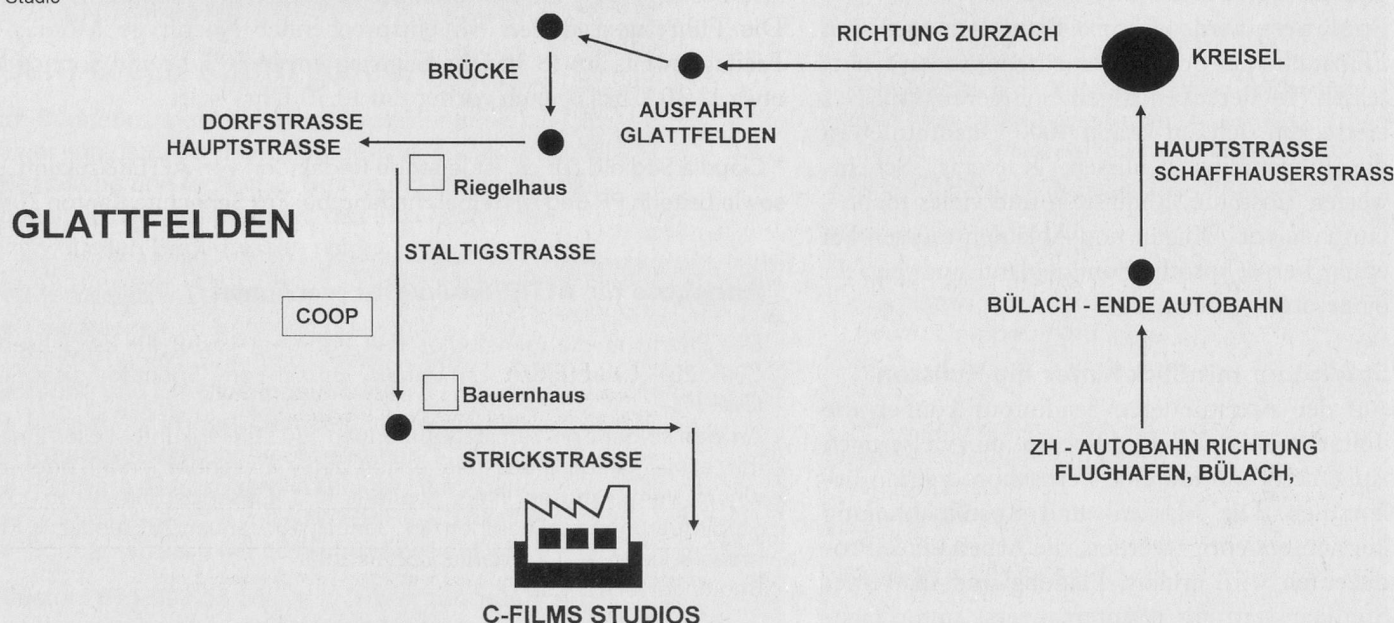 Studio
RICHTUNG ZURZACH
KREISEL
BRÜCKE
AUSFAHRT
GLATTFELDEN
DORFSTRASSE
HAUPTSTRASSE
HAUPTSTRASSE
SCHAFFHAUSERSTRASS
Riegelhaus
GLATTFELDEN
STALTIGSTRASSE
BÜLACH - ENDE AUTOBAHN
COOP
Bauernhaus
STRICKSTRASSE
ZH - AUTOBAHN RICHTUNG
FLUGHAFEN, BÜLACH,
C-FILMS STUDIOS